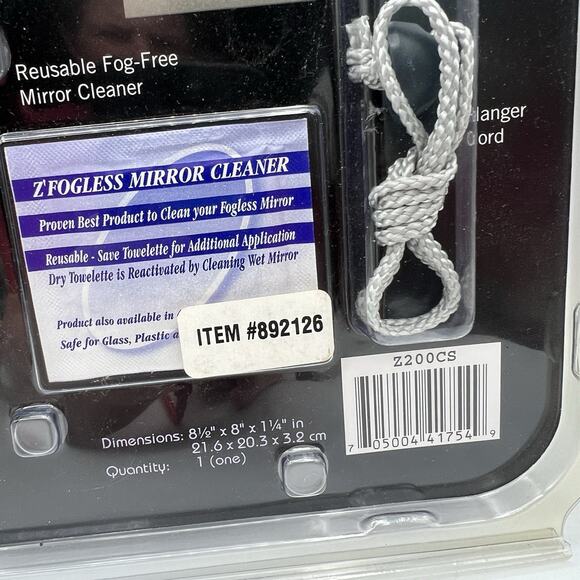 Reusable Fog-Free
Mirror Cleaner
Hanger
Cord
Z'FOGLESS MIRROR CLEANER
Proven Best Product to Clean your Fogless Mirror
Reusable - Save Towelette for Additional Application
Dry Towelette is Reactivated by Cleaning Wet Mirror
Product also available in
Safe for Glass, Plastic
ITEM #892126
Z200CS
7 05004 41754 9
Dimensions: 8½" x 8" x 1¼" in
21.6 x 20.3 x 3.2 cm
Quantity: 1 (one)